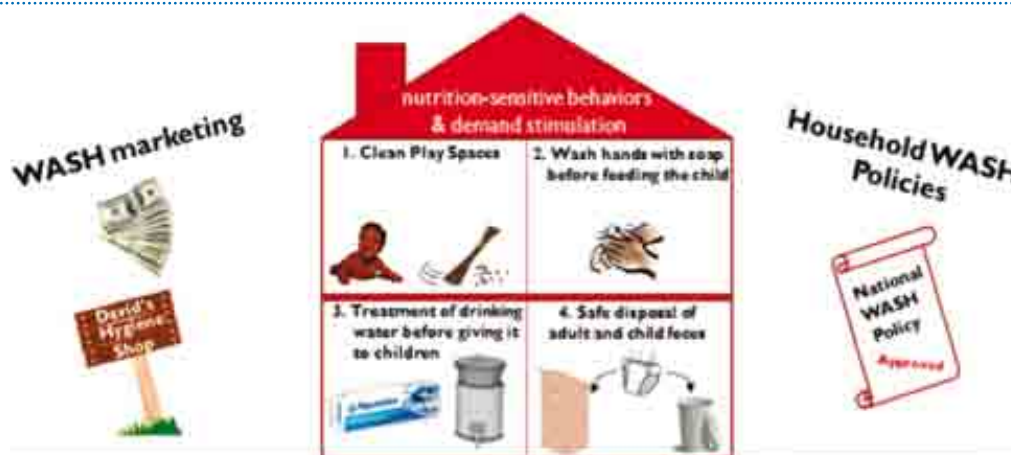 WASH marketing
David's
Hygiene
Shop
nutrition-sensitive behaviors
& demand stimulation
1. Clean Play Spaces
2. Wash hands with soap
before feeding the child
3. Treatment of drinking
water before giving it
to children
4. Safe disposal of
adult and child feces
Household WASH
Policies
National
WASH
Policy
Approved